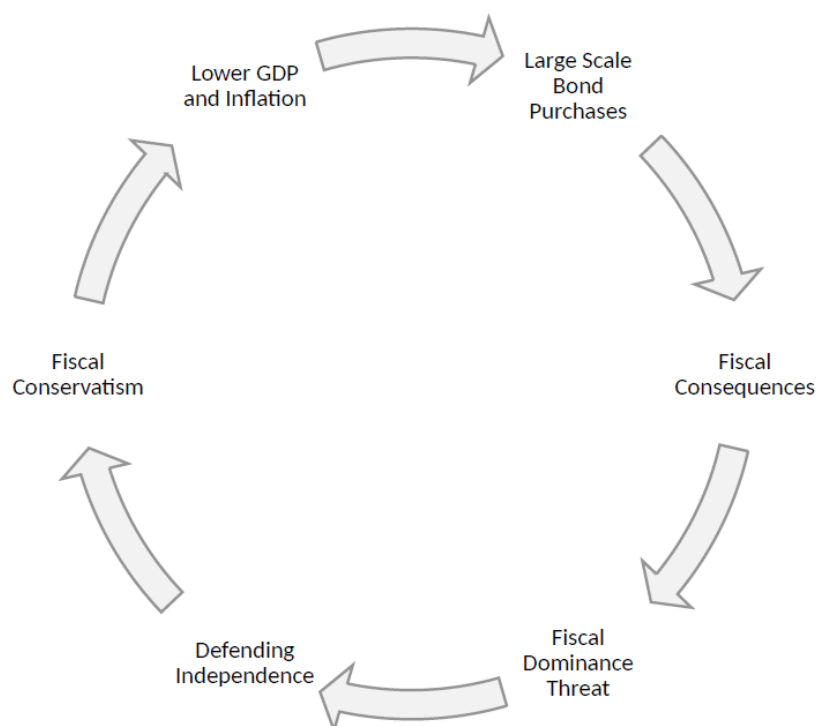 Lower GDP
and Inflation
Large Scale
Bond
Purchases
Fiscal
Consequences
Fiscal
Dominance
Threat
Defending
Independence
Fiscal
Conservatism